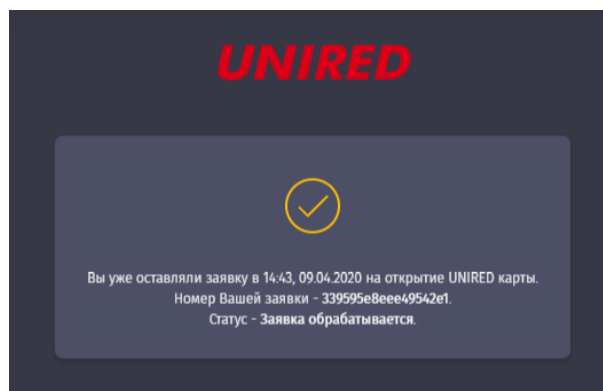 UNIRED
Вы уже оставляли заявку в 14:43, 09.04.2020 на открытие UNIRED карты.
Номер Вашей заявки - 339595e8eee49542e1.
Статус - Заявка обрабатывается.